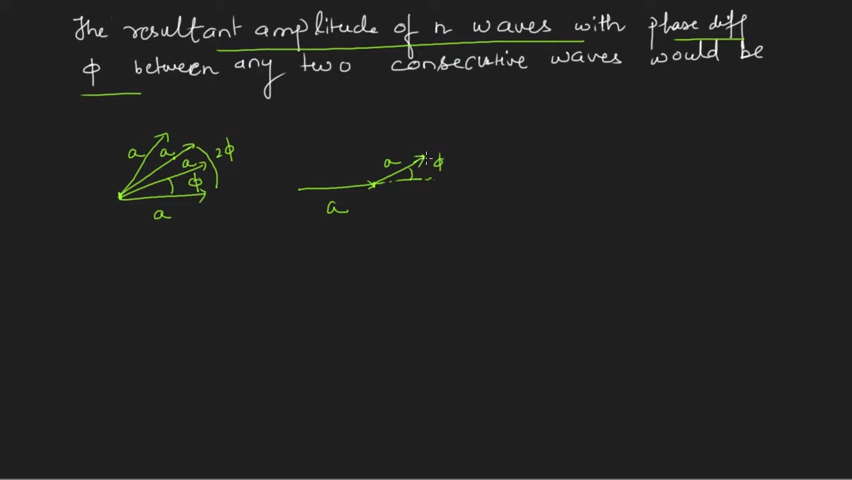 The resultant amplitude of n waves with phase diff
φ between any two consecutive waves would be
a a a 2φ
φ
a
a φ
a